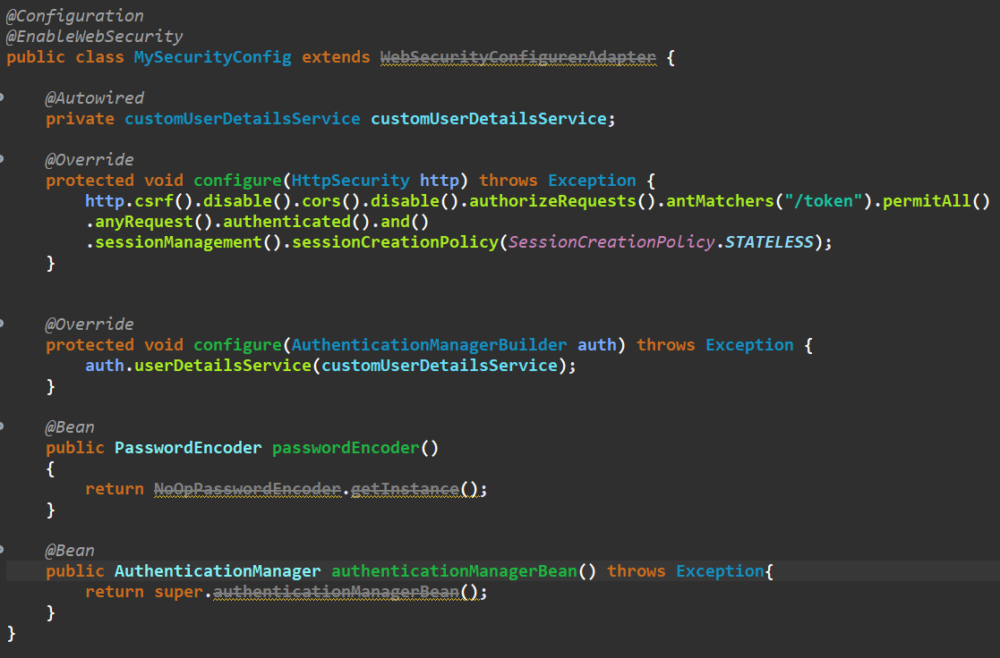 @Configuration
@EnableWebSecurity
public class MySecurityConfig extends WebSecurityConfigurerAdapter {
@Autowired
private customUserDetailsService customUserDetailsService;
@Override
protected void configure(HttpSecurity http) throws Exception {
http.csrf().disable().cors().disable().authorizeRequests().antMatchers("/token").permitAll()
.anyRequest().authenticated().and()
.sessionManagement().sessionCreationPolicy(SessionCreationPolicy.STATELESS);
}
@Override
protected void configure(AuthenticationManagerBuilder auth) throws Exception {
auth.userDetailsService(customUserDetailsService);
}
@Bean
public PasswordEncoder passwordEncoder()
{
return NoOpPasswordEncoder.getInstance();
}
@Bean
public AuthenticationManager authenticationManagerBean() throws Exception{
return super.authenticationManagerBean();
}
}